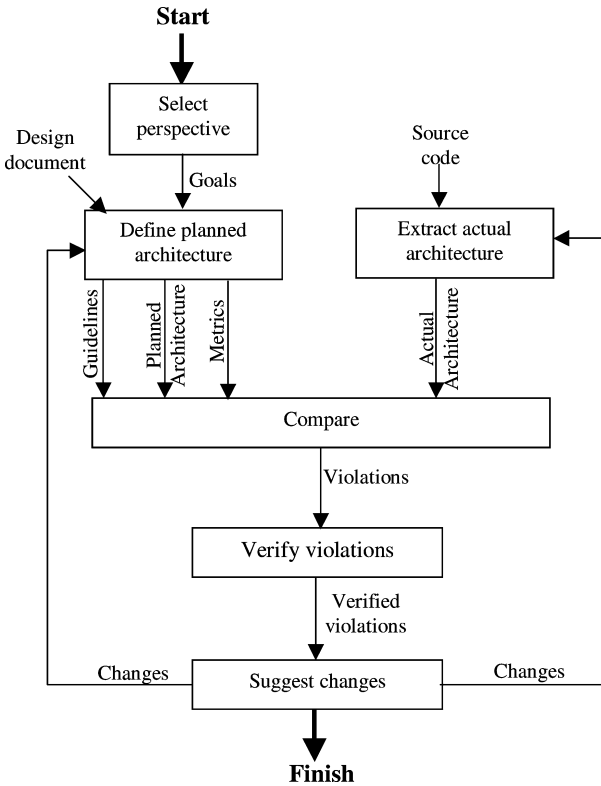 Start
Select
perspective
Design
document
Goals
Source
code
Define planned
architecture
Extract actual
architecture
Guidelines
Planned
Architecture
Metrics
Actual
Architecture
Compare
Violations
Verify violations
Verified
violations
Changes
Suggest changes
Changes
Finish